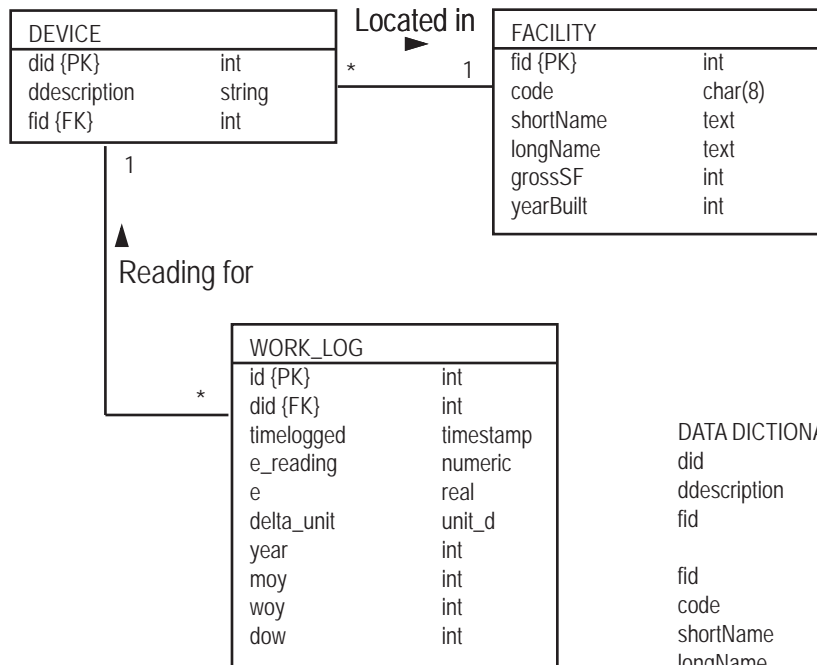 Located in
DEVICE
did {PK} int
ddescription string
fid {FK} int
* 1
FACILITY
fid {PK} int
code char(8)
shortName text
longName text
grossSF int
yearBuilt int
1
Reading for
*
WORK_LOG
id {PK} int
did {FK} int
timelogged timestamp
e_reading numeric
e real
delta_unit unit_d
year int
moy int
woy int
dow int
DATA
did
ddescription
fid
fid
code
shortName
longName